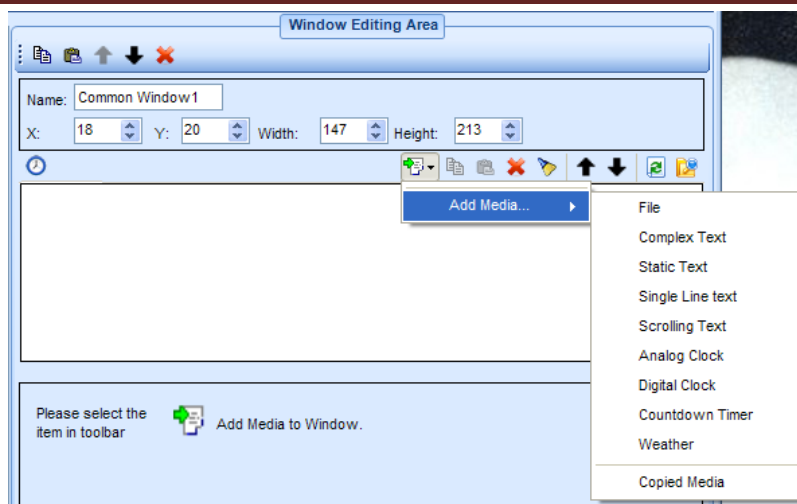 Window Editing Area
Name: Common Window1
X: 18 Y: 20 Width: 147 Height: 213
Add Media...
File
Complex Text
Static Text
Single Line text
Scrolling Text
Analog Clock
Digital Clock
Countdown Timer
Weather
Copied Media
Please select the
item in toolbar
Add Media to Window.